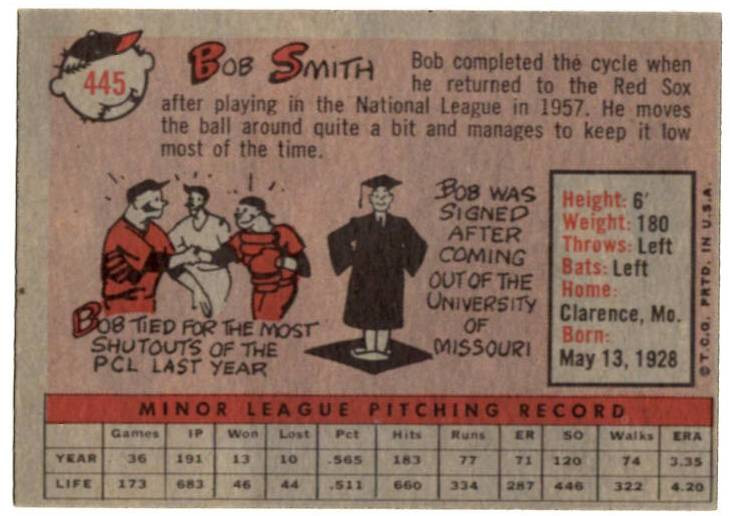 445
BOB SMITH
Bob completed the cycle when
he returned to the Red Sox
after playing in the National League in 1957. He moves
the ball around quite a bit and manages to keep it low
most of the time.
BOB TIED FOR THE MOST
SHUTOUTS OF THE
PCL LAST YEAR
BOB WAS
SIGNED
AFTER
COMING
OUT OF THE
UNIVERSITY
OF
MISSOURI
Height: 6'
Weight: 180
Throws: Left
Bats: Left
Home:
Clarence, Mo.
Born:
May 13, 1928
© T.C.G. PRTD. IN U.S.A.
MINOR LEAGUE PITCHING RECORD
Games IP Won Lost Pct Hits Runs ER SO Walks ERA
YEAR 36 191 13 10 .565 183 77 71 120 74 3.35
LIFE 173 683 46 44 .511 660 334 287 446 322 4.20